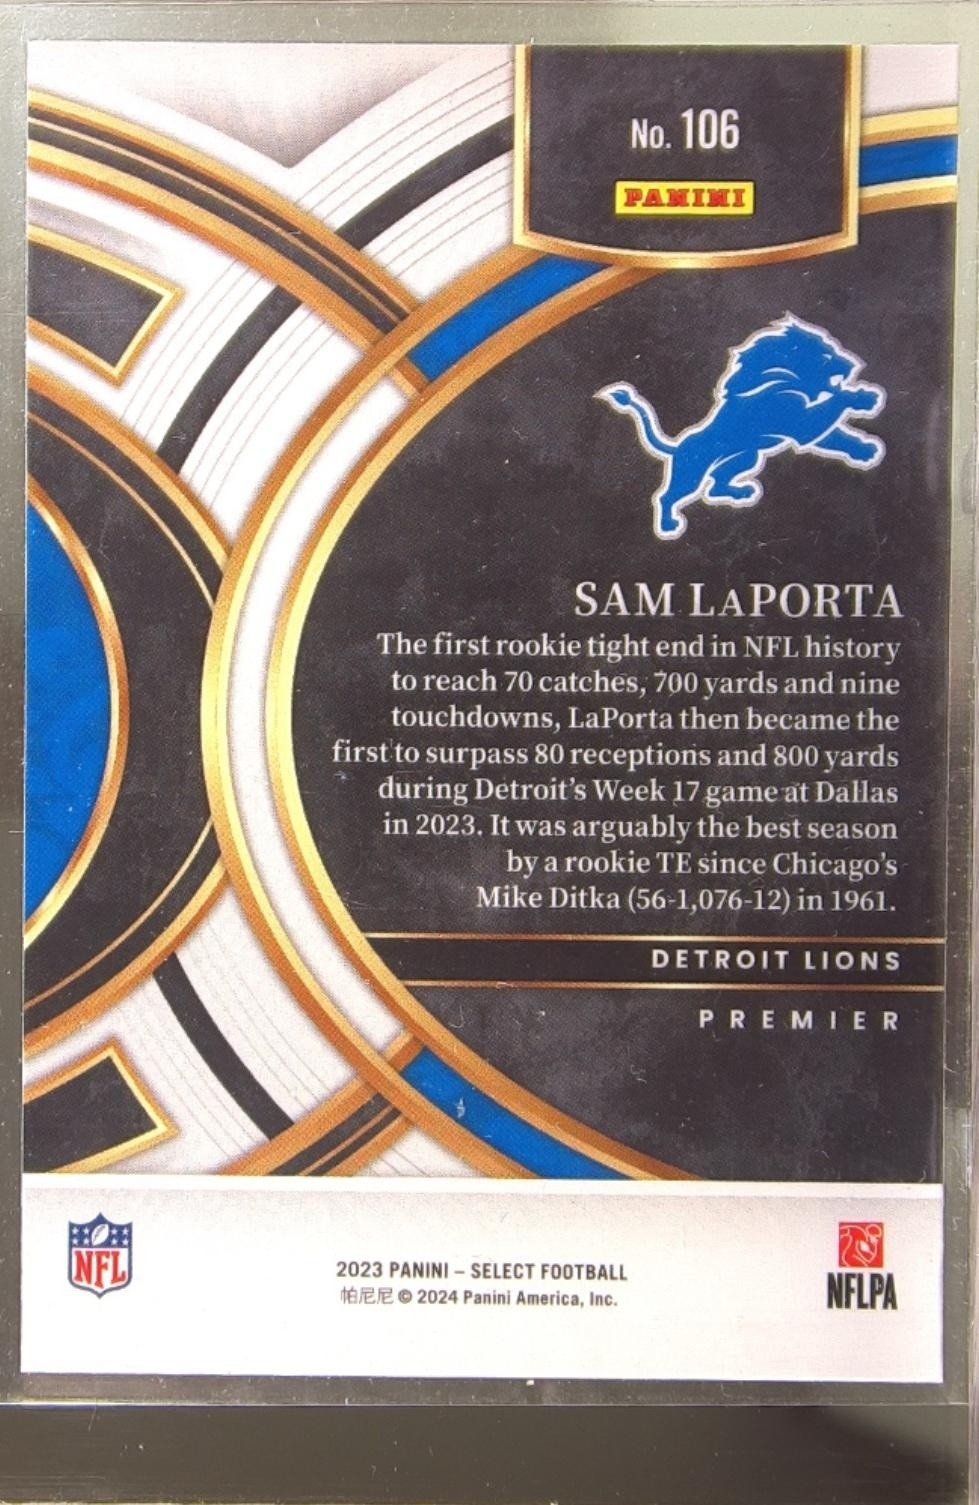 No. 106
PANINI
SAM LaPORTA
The first rookie tight end in NFL history
to reach 70 catches, 700 yards and nine
touchdowns, LaPorta then became the
first to surpass 80 receptions and 800 yards
during Detroit's Week 17 game at Dallas
in 2023. It was arguably the best season
by a rookie TE since Chicago's
Mike Ditka (56-1,076-12) in 1961.
DETROIT LIONS
PREMIER
NFL
2023 PANINI – SELECT FOOTBALL
帕尼尼 © 2024 Panini America, Inc.
NFLPA